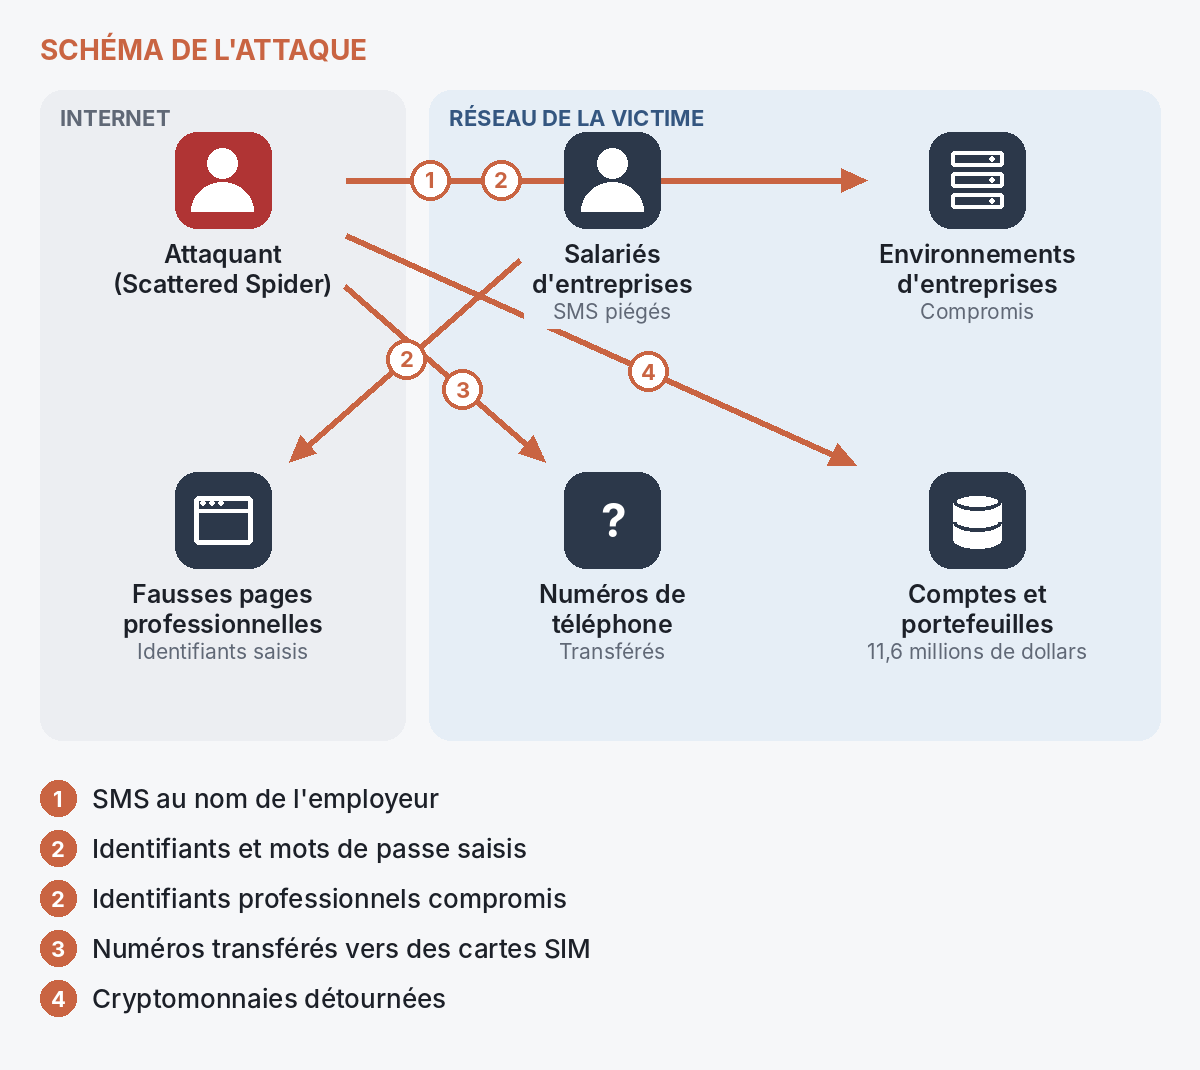 SCHÉMA DE L'ATTAQUE
INTERNET
RÉSEAU DE LA VICTIME
1
2
Attaquant
(Scattered Spider)
Salariés
d'entreprises
SMS piégés
Environnements
d'entreprises
Compromis
2
3
4
?
Fausses pages
professionnelles
Identifiants saisis
Numéros de
téléphone
Transférés
Comptes et
portefeuilles
11,6 millions de dollars
1 SMS au nom de l'employeur
2 Identifiants et mots de passe saisis
2 Identifiants professionnels compromis
3 Numéros transférés vers des cartes SIM
4 Cryptomonnaies détournées